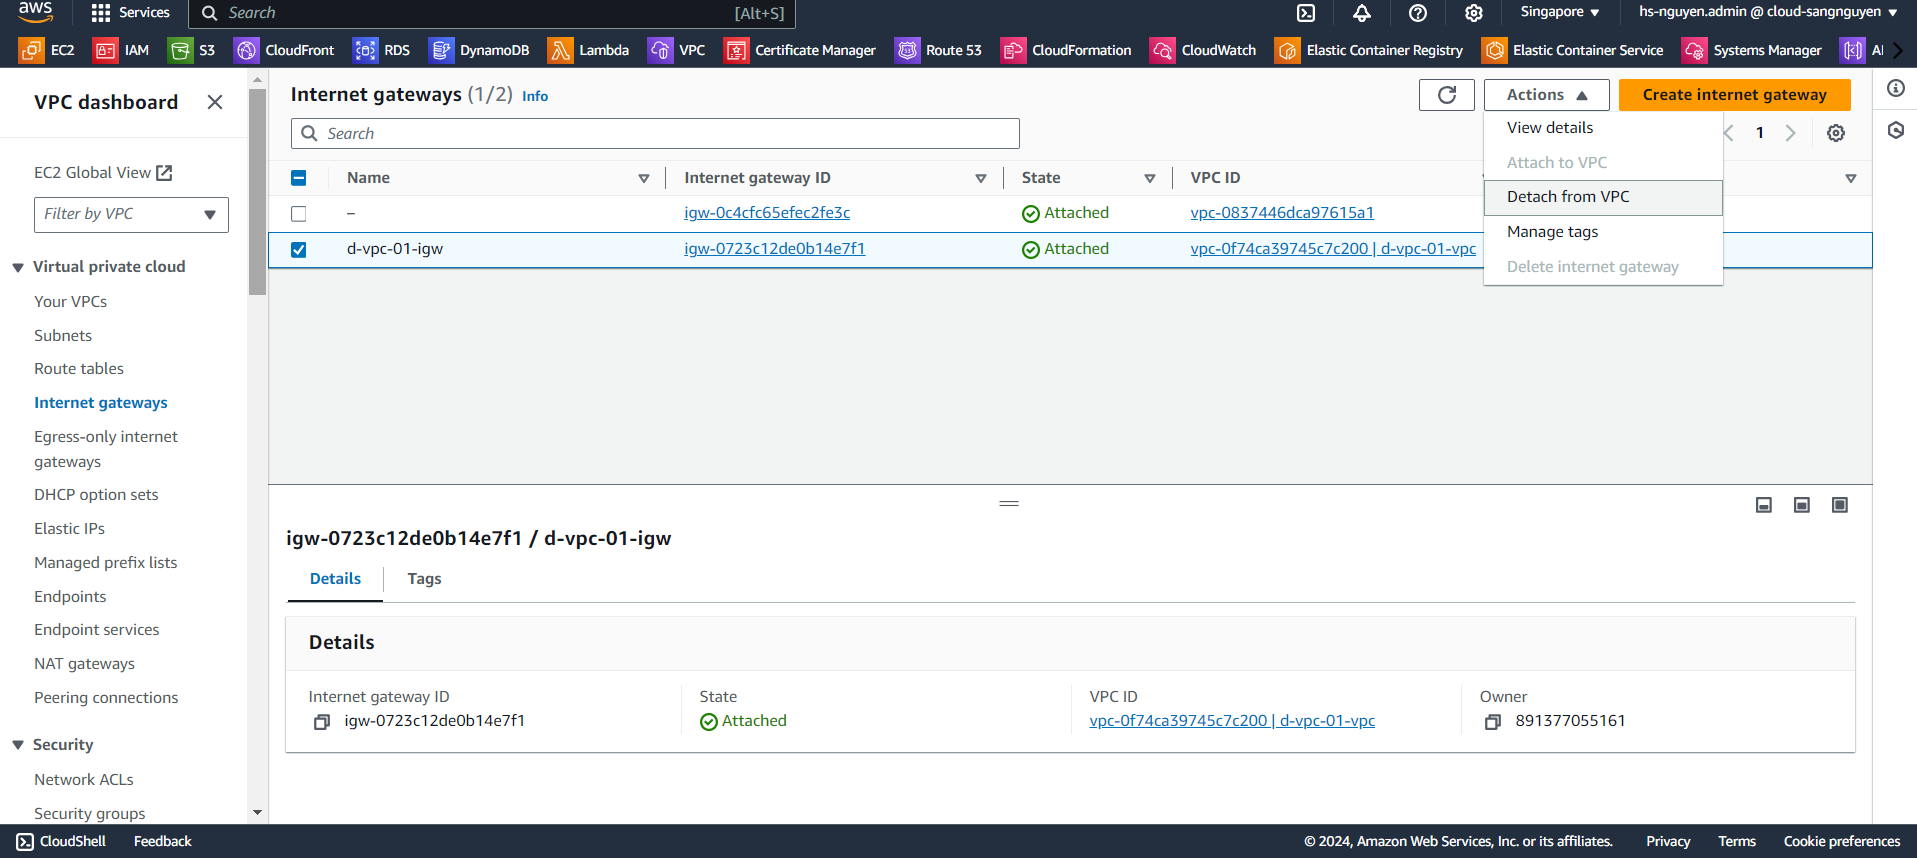 aws Services Search [Alt+S] Singapore hs-nguyen.admin @ cloud-sangnguyen
EC2 IAM S3 CloudFront RDS DynamoDB Lambda VPC Certificate Manager Route 53 CloudFormation CloudWatch Elastic Container Registry Elastic Container Service Systems Manager
VPC dashboard
EC2 Global View
Filter by VPC
Virtual private cloud
Your VPCs
Subnets
Route tables
Internet gateways
Egress-only internet
gateways
DHCP option sets
Elastic IPs
Managed prefix lists
Endpoints
Endpoint services
NAT gateways
Peering connections
Security
Network ACLs
Security groups
Internet gateways (1/2) Info
Actions
Create internet gateway
Search
1
View details
Attach to VPC
Detach from VPC
Manage tags
Delete internet gateway
Name Internet gateway ID State VPC ID
– igw-0c4cfc65efec2fe3c Attached vpc-0837446dca97615a1
d-vpc-01-igw igw-0723c12de0b14e7f1 Attached vpc-0f74ca39745c7c200 | d-vpc-01-vpc
igw-0723c12de0b14e7f1 / d-vpc-01-igw
Details Tags
Details
Internet gateway ID State VPC ID Owner
igw-0723c12de0b14e7f1 Attached vpc-0f74ca39745c7c200 | d-vpc-01-vpc 891377055161
CloudShell Feedback © 2024, Amazon Web Services, Inc. or its affiliates. Privacy Terms Cookie preferences